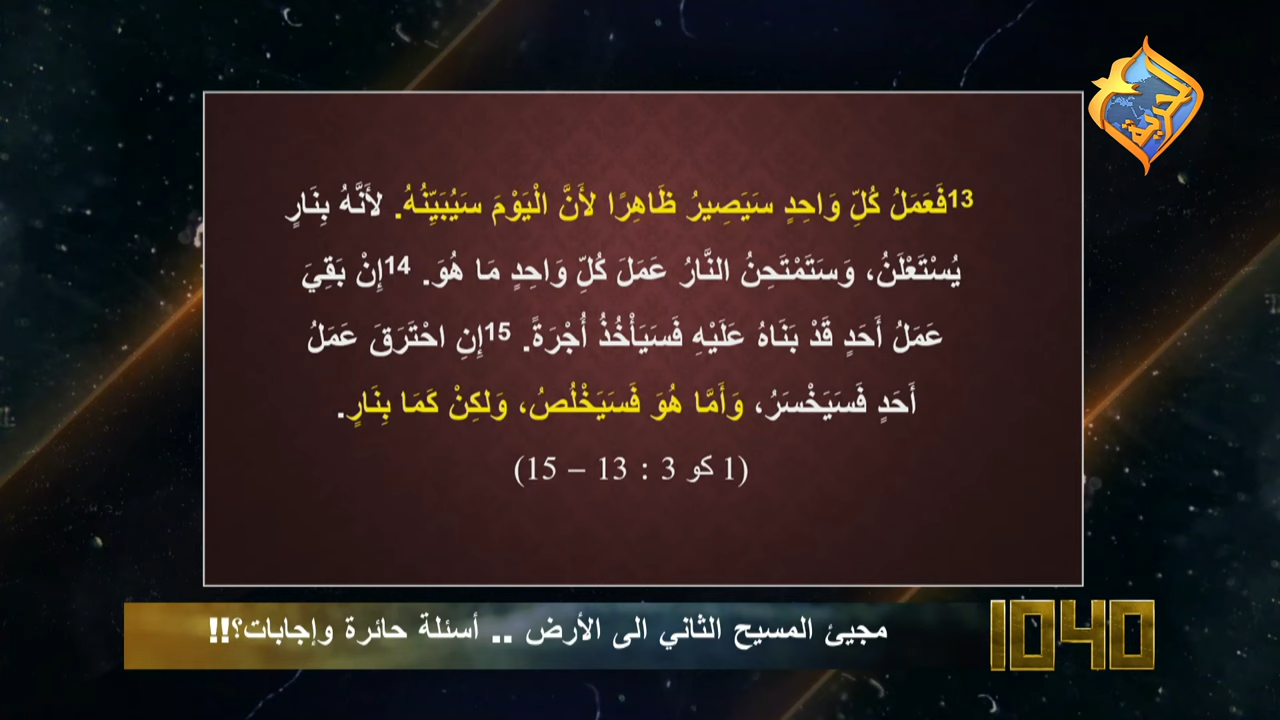 الحرية
13فَعَمَلُ كُلِّ وَاحِدٍ سَيَصِيرُ ظَاهِرًا لأَنَّ الْيَوْمَ سَيُبَيِّنُهُ. لأَنَّهُ بِنَارٍ
يُسْتَعْلَنُ، وَسَتَمْتَحِنُ النَّارُ عَمَلَ كُلِّ وَاحِدٍ مَا هُوَ. 14إِنْ بَقِيَ
عَمَلُ أَحَدٍ قَدْ بَنَاهُ عَلَيْهِ فَسَيَأْخُذُ أُجْرَةً. 15إِنِ احْتَرَقَ عَمَلُ
أَحَدٍ فَسَيَخْسَرُ، وَأَمَّا هُوَ فَسَيَخْلُصُ، وَلكِنْ كَمَا بِنَارٍ.
(1 كو 3 : 13 – 15)
مجيئ المسيح الثاني الى الأرض .. أسئلة حائرة وإجابات؟!!
1040